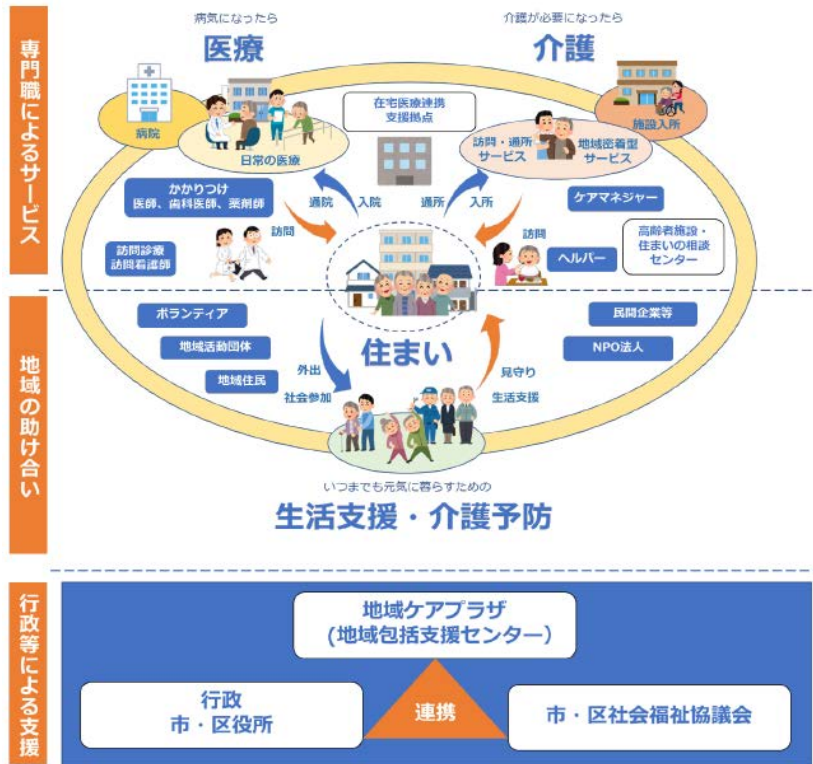 専門職によるサービス
病気になったら
医療
介護が必要になったら
介護
病院
日常の医療
在宅医療連携
支援拠点
訪問・通所
サービス
地域密着型
サービス
施設入所
かかりつけ
医師、歯科医師、薬剤師
通院
入院
通所
入所
ケアマネジャー
訪問
訪問
訪問診療
訪問看護師
ヘルパー
高齢者施設・
住まいの相談
センター
地域の助け合い
ボランティア
地域活動団体
地域住民
住まい
民間企業等
NPO法人
外出
社会参加
見守り
生活支援
いつまでも元気に暮らすための
生活支援・介護予防
行政等による支援
地域ケアプラザ
(地域包括支援センター)
連携
行政
市・区役所
市・区社会福祉協議会